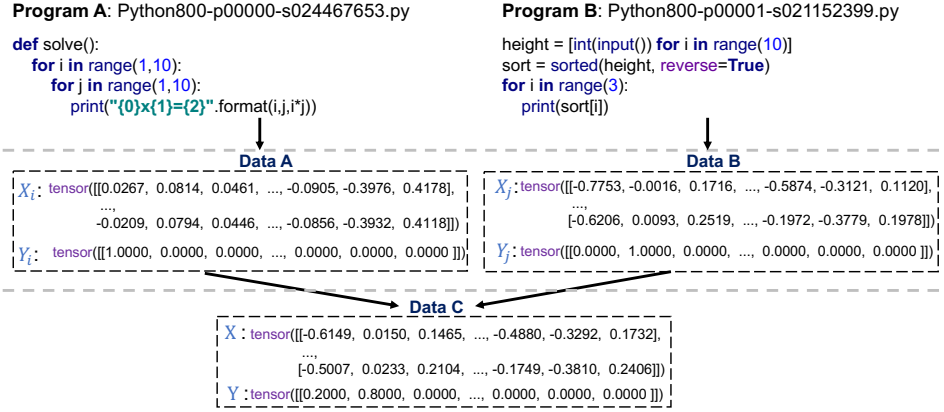 Program A: Python800-p00000-s024467653.py
def solve():
for i in range(1,10):
for j in range(1,10):
print("{0}x{1}={2}".format(i,j,i*j))
Program B: Python800-p00001-s021152399.py
height = [int(input()) for i in range(10)]
sort = sorted(height, reverse=True)
for i in range(3):
print(sort[i])
Data A
X_i: tensor([[0.0267, 0.0814, 0.0461, ..., -0.0905, -0.3976, 0.4178],
...,
-0.0209, 0.0794, 0.0446, ..., -0.0856, -0.3932, 0.4118]])
Y_i: tensor([[1.0000, 0.0000, 0.0000, ..., 0.0000, 0.0000, 0.0000 ]])
Data B
X_j: tensor([[-0.7753, -0.0016, 0.1716, ..., -0.5874, -0.3121, 0.1120],
...,
[-0.6206, 0.0093, 0.2519, ..., -0.1972, -0.3779, 0.1978]])
Y_j: tensor([[0.0000, 1.0000, 0.0000, ..., 0.0000, 0.0000, 0.0000 ]])
Data C
X : tensor([[-0.6149, 0.0150, 0.1465, ..., -0.4880, -0.3292, 0.1732],
...,
[-0.5007, 0.0233, 0.2104, ..., -0.1749, -0.3810, 0.2406]])
Y : tensor([[0.2000, 0.8000, 0.0000, ..., 0.0000, 0.0000, 0.0000 ]])